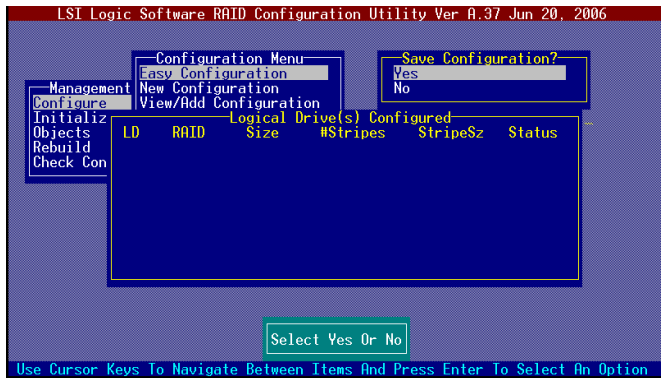 LSI Logic Software RAID Configuration Utility Ver A.37 Jun 20, 2006
Configuration Menu
Easy Configuration
New Configuration
View/Add Configuration
Save Configuration?
Yes
No
Management
Configure
Initializ
Objects
Rebuild
Check Con
Logical Drive(s) Configured
LD RAID Size #Stripes StripeSz Status
Select Yes Or No
Use Cursor Keys To Navigate Between Items And Press Enter To Select An Option